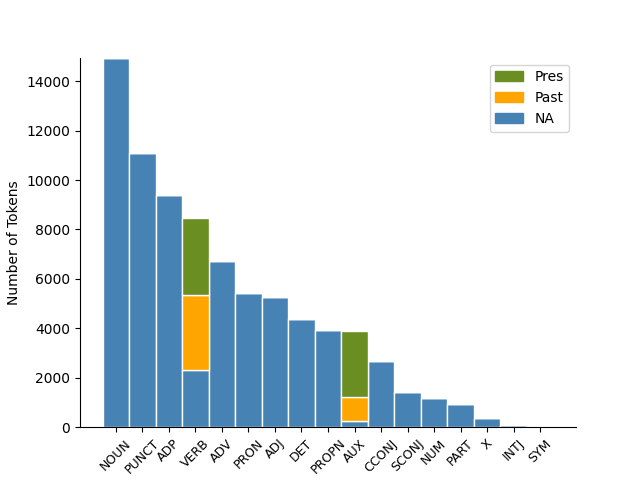 14000
12000
10000
8000
6000
4000
2000
0
Number of Tokens
Pres
Past
NA
NOUN
PUNCT
ADP
VERB
ADV
PRON
ADJ
DET
PROPN
AUX
CCONJ
SCONJ
NUM
PART
X
INTJ
SYM